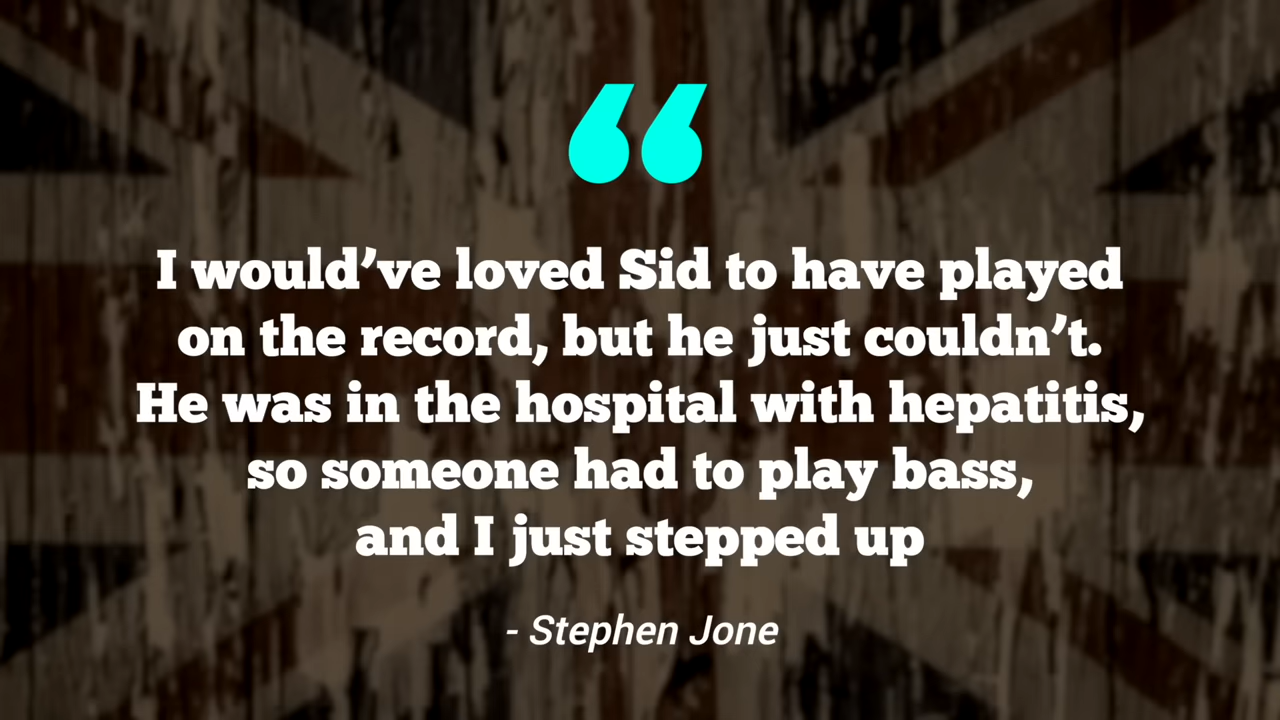 “
I would’ve loved Sid to have played
on the record, but he just couldn’t.
He was in the hospital with hepatitis,
so someone had to play bass,
and I just stepped up
- Stephen Jone